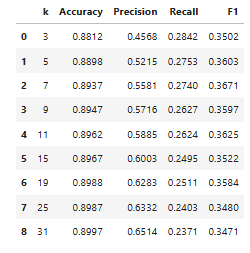 k Accuracy Precision Recall F1
0 3 0.8812 0.4568 0.2842 0.3502
1 5 0.8898 0.5215 0.2753 0.3603
2 7 0.8937 0.5581 0.2740 0.3671
3 9 0.8947 0.5716 0.2627 0.3597
4 11 0.8962 0.5885 0.2624 0.3625
5 15 0.8967 0.6003 0.2495 0.3522
6 19 0.8988 0.6283 0.2511 0.3584
7 25 0.8987 0.6332 0.2403 0.3480
8 31 0.8997 0.6514 0.2371 0.3471